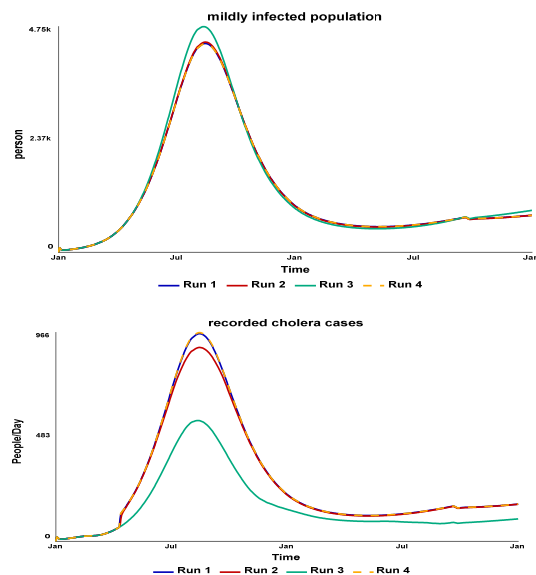 mildly infected population
4.75k
person
2.37k
0
Jan Jul Jan Jul Jan
Time
Run 1 Run 2 Run 3 Run 4
recorded cholera cases
966
People/Day
483
0
Jan Jul Jan Jul Jan
Time
Run 1 Run 2 Run 3 Run 4